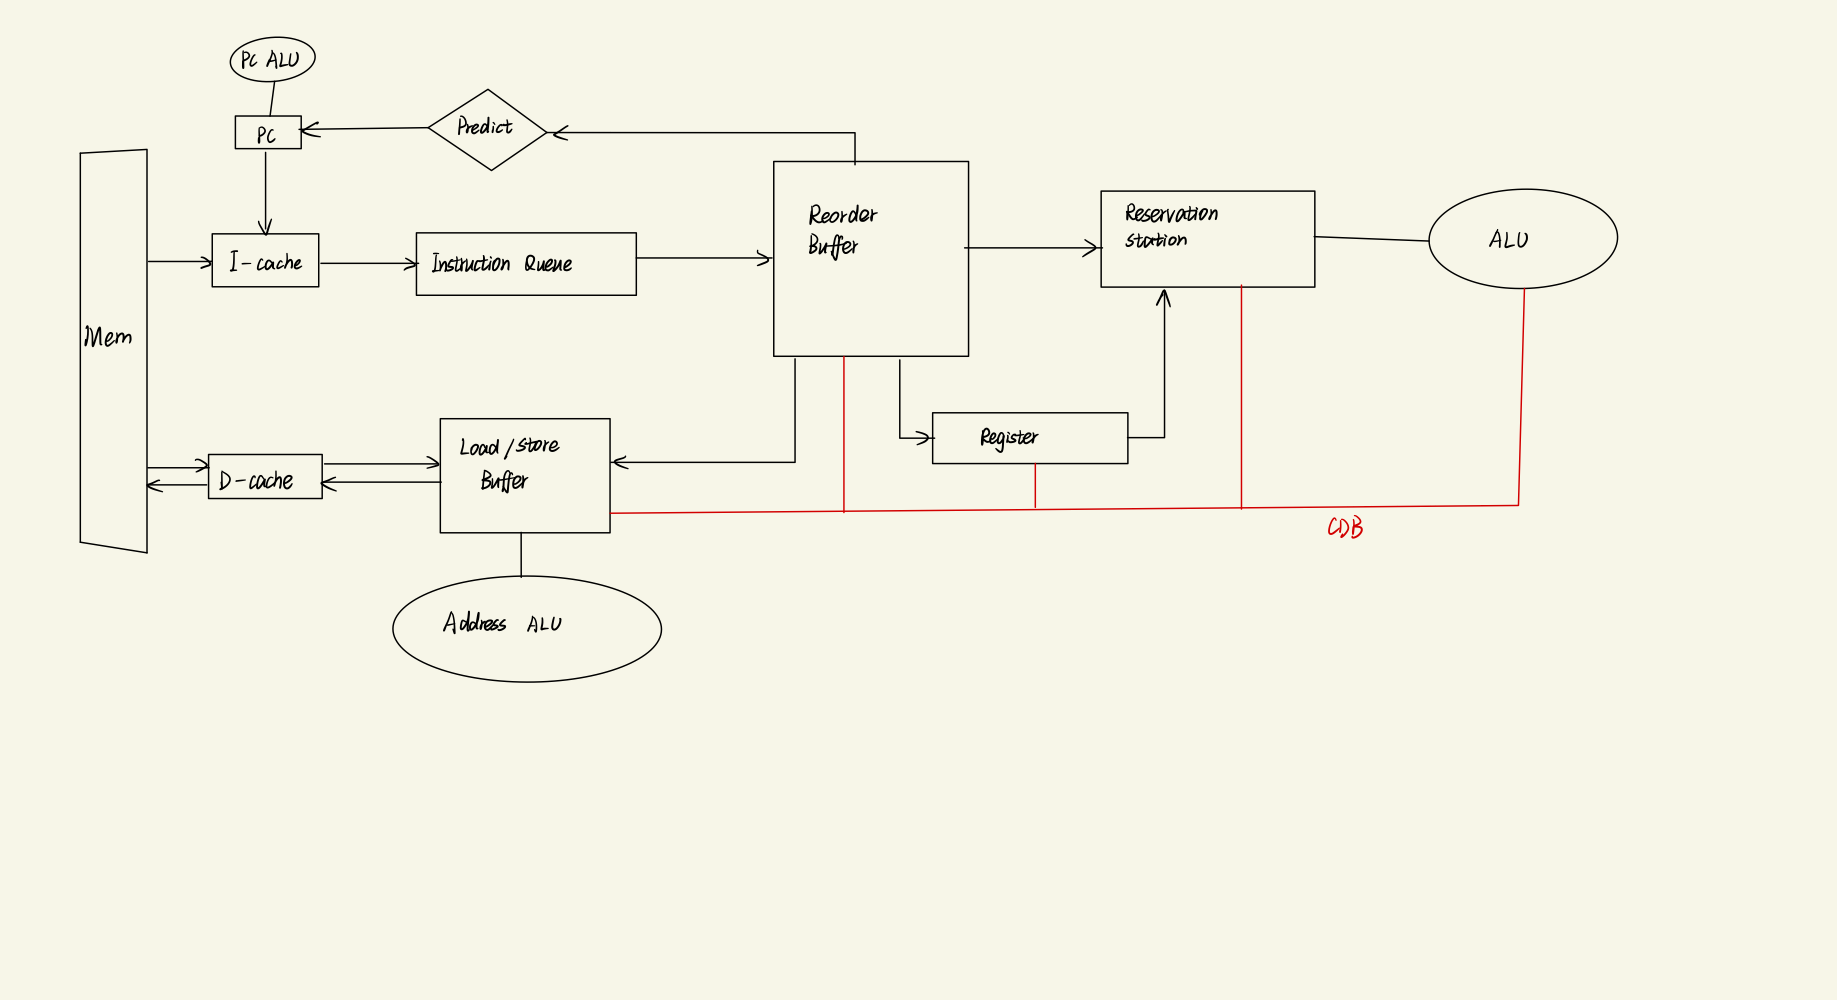 Pc ALU
Predict
PC
Reorder
Buffer
Reservation
station
ALU
I-cache
Instruction Queue
Mem
Register
Load/store
Buffer
D-cache
CDB
Address ALU